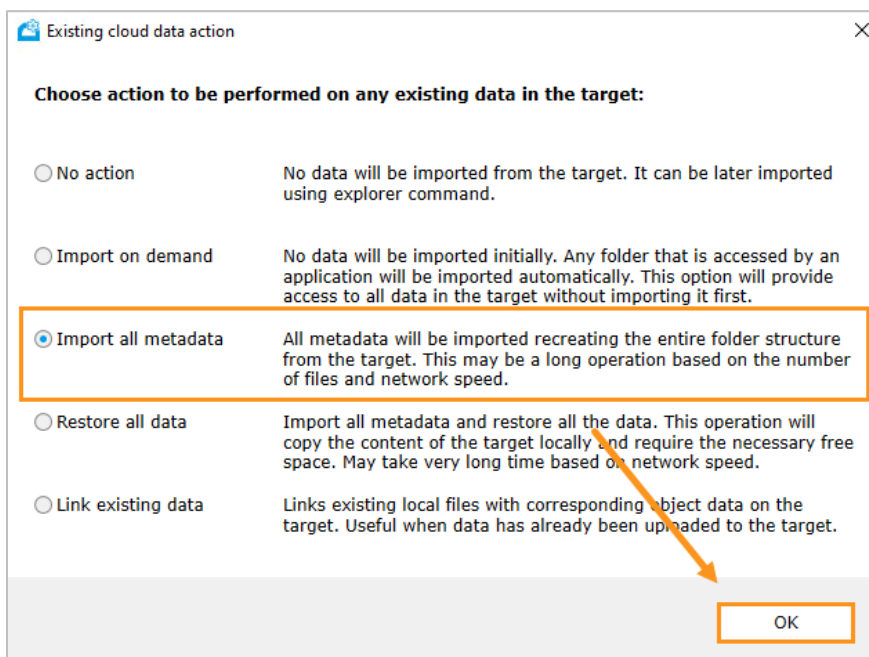 Existing cloud data action
Choose action to be performed on any existing data in the target:
No action
No data will be imported from the target. It can be later imported
using explorer command.
Import on demand
No data will be imported initially. Any folder that is accessed by an
application will be imported automatically. This option will provide
access to all data in the target without importing it first.
Import all metadata
All metadata will be imported recreating the entire folder structure
from the target. This may be a long operation based on the number
of files and network speed.
Restore all data
Import all metadata and restore all the data. This operation will
copy the content of the target locally and require the necessary free
space. May take very long time based on network speed.
Link existing data
Links existing local files with corresponding object data on the
target. Useful when data has already been uploaded to the target.
OK